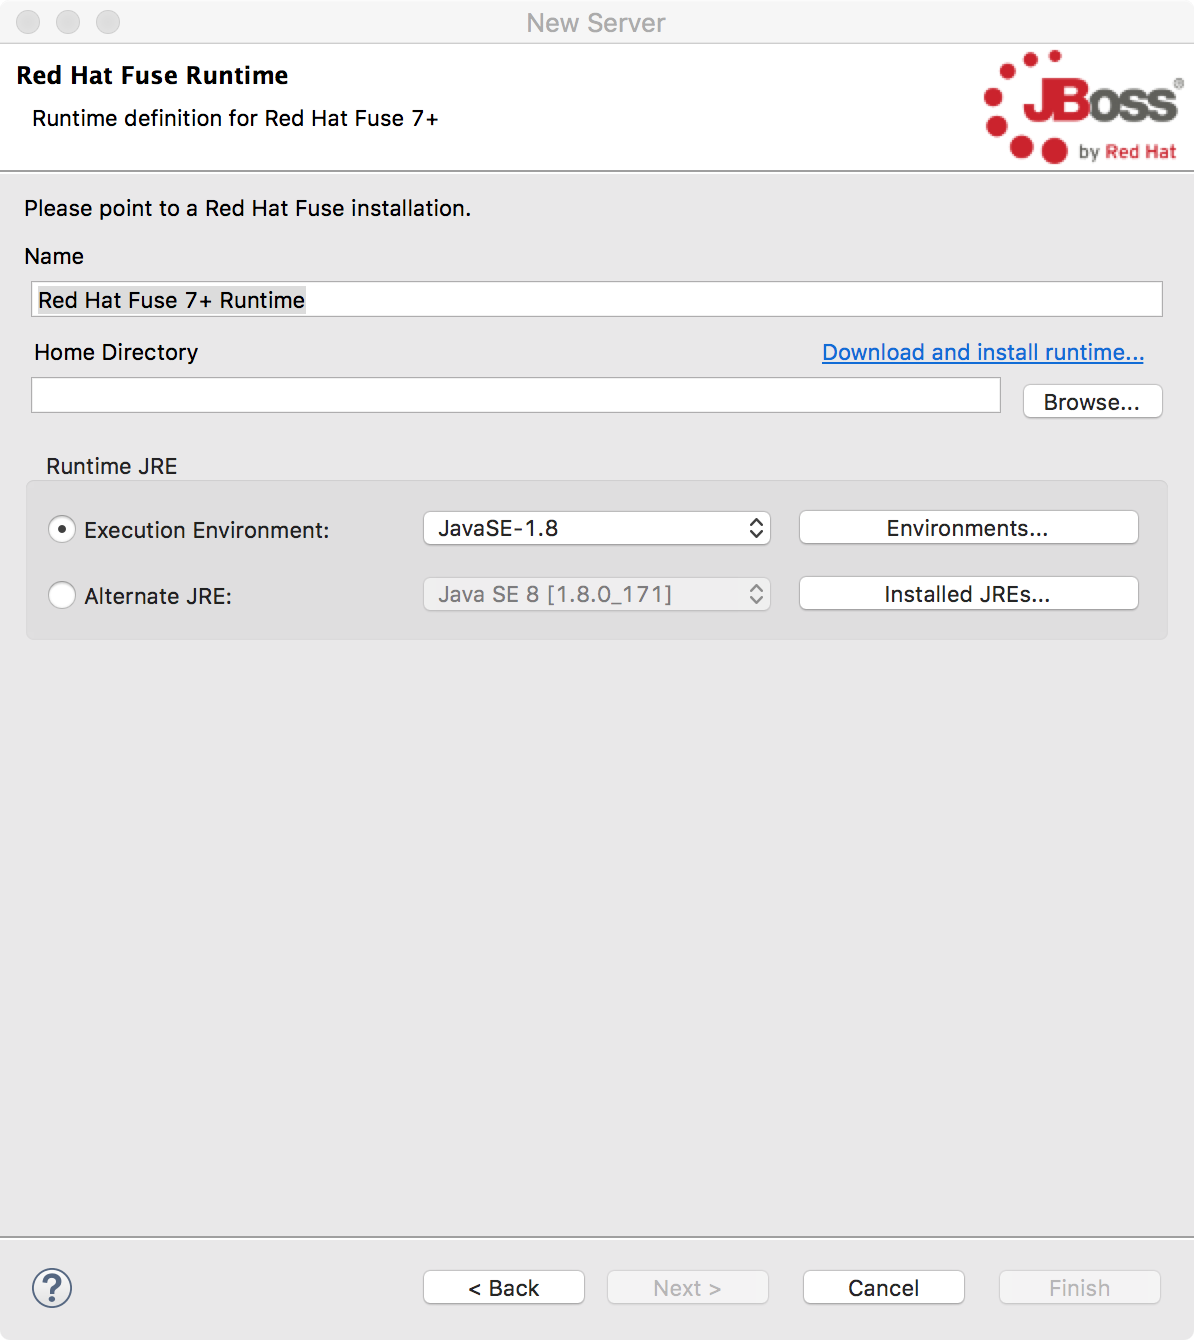 New Server
Red Hat Fuse Runtime
Runtime definition for Red Hat Fuse 7+
JBoss®
by Red Hat
Please point to a Red Hat Fuse installation.
Name
Red Hat Fuse 7+ Runtime
Home Directory Download and install runtime...
Browse...
Runtime JRE
Execution Environment: JavaSE-1.8 Environments...
Alternate JRE: Java SE 8 [1.8.0_171] Installed JREs...
? < Back Next > Cancel Finish